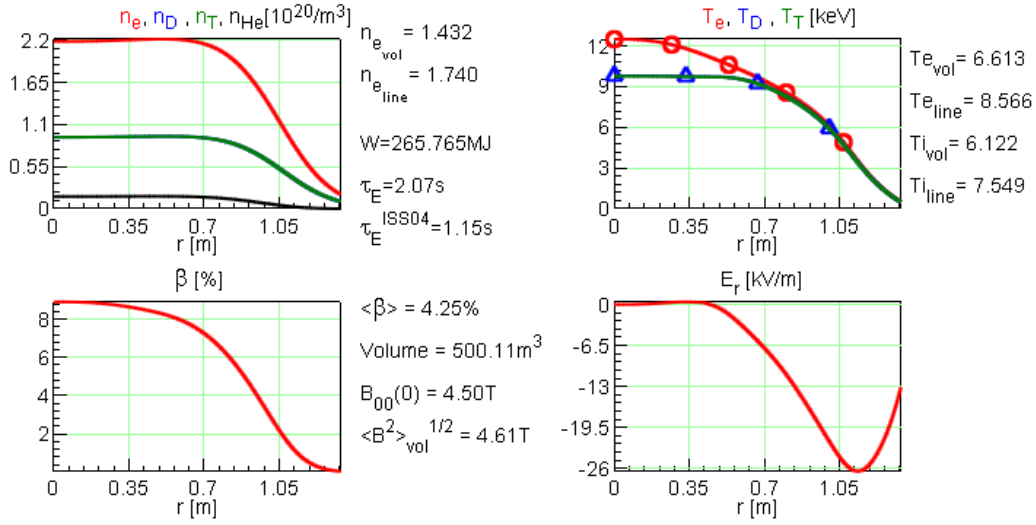 n_e, n_D, n_T, n_He[10^20/m^3]
2.2
1.65
1.1
0.55
0
0 0.35 0.7 1.05
r [m]
n_e_vol = 1.432
n_e_line = 1.740
W=265.765MJ
τ_E=2.07s
τ_E^ISS04=1.15s
T_e, T_D, T_T [keV]
12
9
6
3
0
0 0.35 0.7 1.05
r [m]
Te_vol= 6.613
Te_line= 8.566
Ti_vol= 6.122
Ti_line= 7.549
β [%]
8
6
4
2
0 0.35 0.7 1.05
r [m]
<β> = 4.25%
Volume = 500.11m^3
B_00(0) = 4.50T
<B^2>_vol^1/2 = 4.61T
E_r [KV/m]
0
-6.5
-13
-19.5
-26
0 0.35 0.7 1.05
r [m]